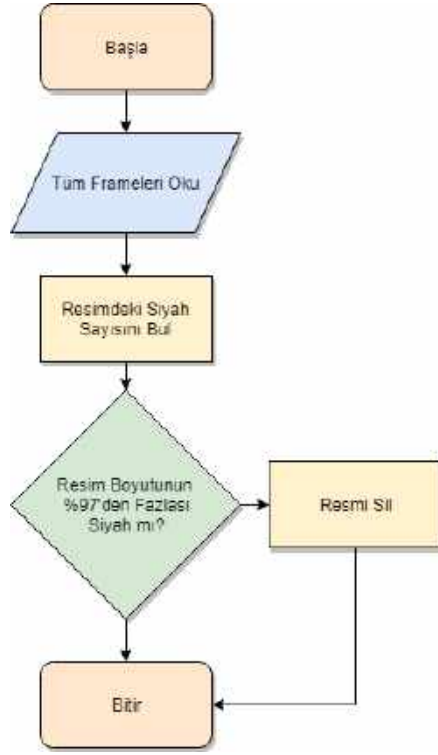 Başla
Tüm Frameleri Oku
Resimdeki Siyah
Sayısını Bul
Resim Boyutunun
%97'den Fazlası
Siyah mı?
Resmi Sil
Bitir